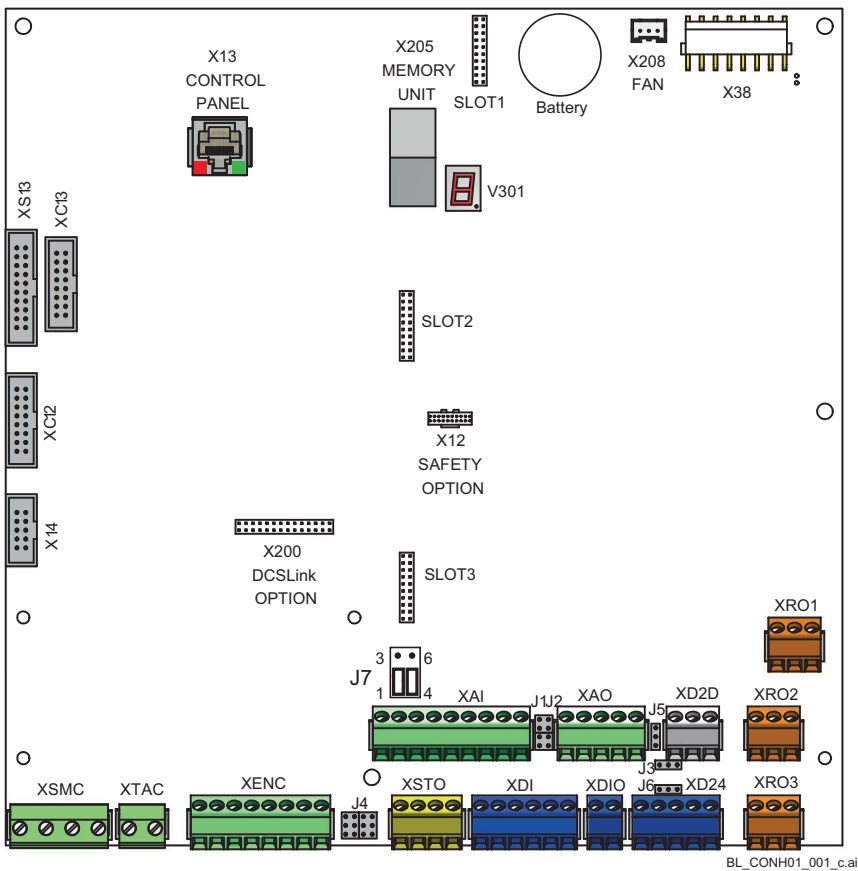 X13
CONTROL
PANEL
X205
MEMORY
UNIT
SLOT1
Battery
X208
FAN
X38
V301
XS13
XC13
SLOT2
XC12
X12
SAFETY
OPTION
X14
X200
DCSLink
OPTION
SLOT3
XRO1
3
6
J7
1
4
XAI
J1J2
XAO
J5
XD2D
XRO2
J3
XSMC
XTAC
XENC
J4
XSTO
XDI
XDIO
J6
XD24
XRO3
BL_CONH01_001_c.ai